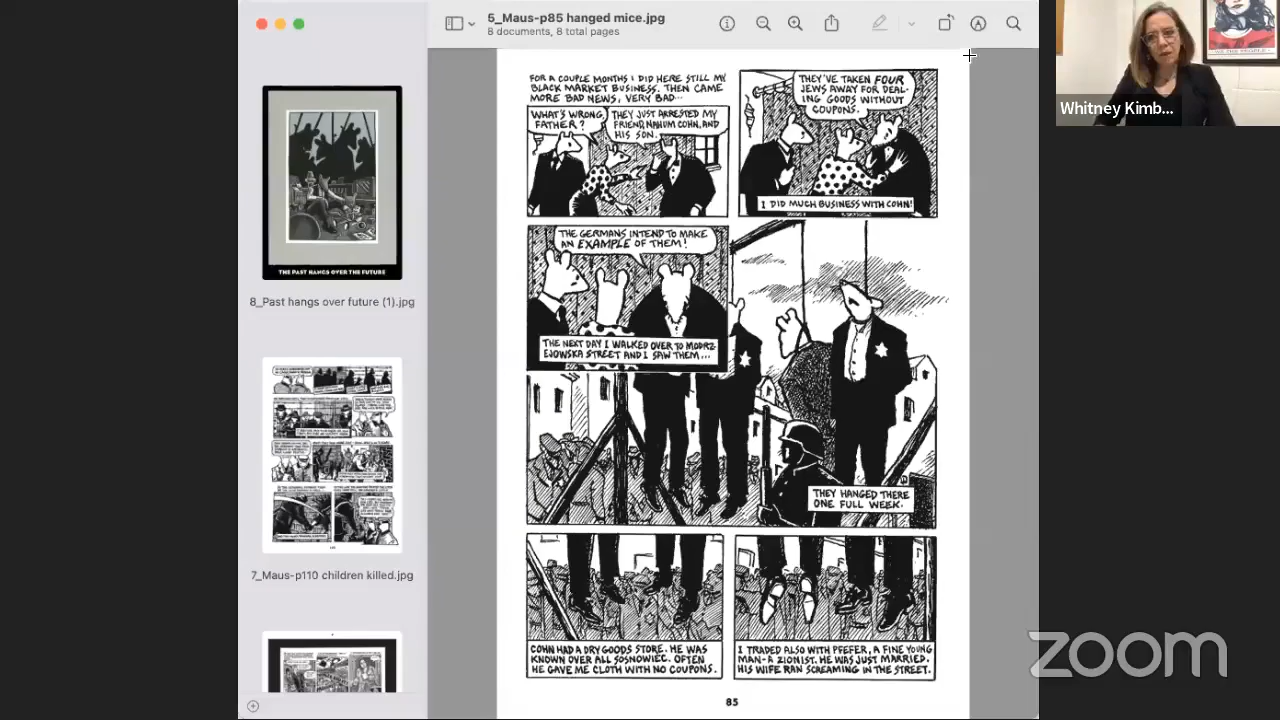 5_Maus-p85 hanged mice.jpg
8 documents, 8 total pages
THE PAST HANGS OVER THE FUTURE
8_Past hangs over future (1).jpg
7_Maus-p110 children killed.jpg
FOR A COUPLE MONTHS I DID HERE STILL MY
BLACK MARKET BUSINESS. THEN CAME
MORE BAD NEWS, VERY BAD...
WHAT'S WRONG,
FATHER?
THEY JUST ARRESTED MY
FRIEND, NAHUM COHN, AND
HIS SON.
THEY'VE TAKEN FOUR
JEWS AWAY FOR DEAL-
ING GOODS WITHOUT
COUPONS.
I DID MUCH BUSINESS WITH COHN!
THE GERMANS INTEND TO MAKE
AN EXAMPLE OF THEM!
THE NEXT DAY I WALKED OVER TO MODRZ-
EJOWSKA STREET AND I SAW THEM...
THEY HANGED THERE
ONE FULL WEEK.
COHN HAD A DRY GOODS STORE. HE WAS
KNOWN OVER ALL SOSNOWIEC. OFTEN
HE GAVE ME CLOTH WITH NO COUPONS.
I TRADED ALSO WITH PFEFER, A FINE YOUNG
MAN-A ZIONIST. HE WAS JUST MARRIED.
HIS WIFE RAN SCREAMING IN THE STREET.
85
WE THE PEOPLE
Whitney Kimb...
zoom